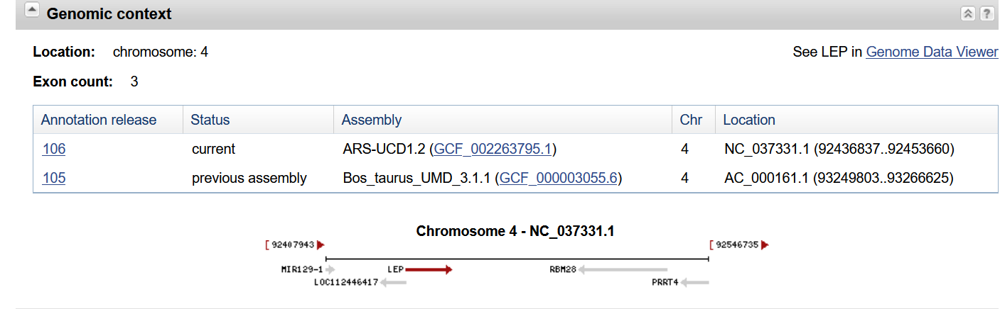 Genomic context
?
Location: chromosome: 4 See LEP in Genome Data Viewer
Exon count: 3
Annotation release Status Assembly Chr Location
106 current ARS-UCD1.2 (GCF_002263795.1) 4 NC_037331.1 (92436837..92453660)
105 previous assembly Bos_taurus_UMD_3.1.1 (GCF_000003055.6) 4 AC_000161.1 (93249803..93266625)
Chromosome 4 - NC_037331.1
[ 92407943 [ 92546735
MIR129-1 LEP RBM28
LOC112446417 PRRT4